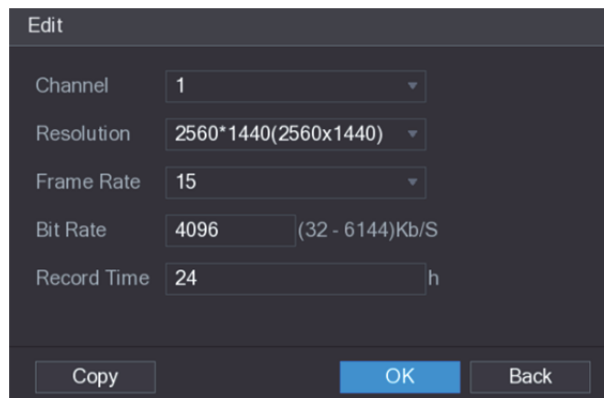 Edit
Channel 1
Resolution 2560*1440(2560x1440)
Frame Rate 15
Bit Rate 4096 (32 - 6144)Kb/S
Record Time 24 h
Copy OK Back